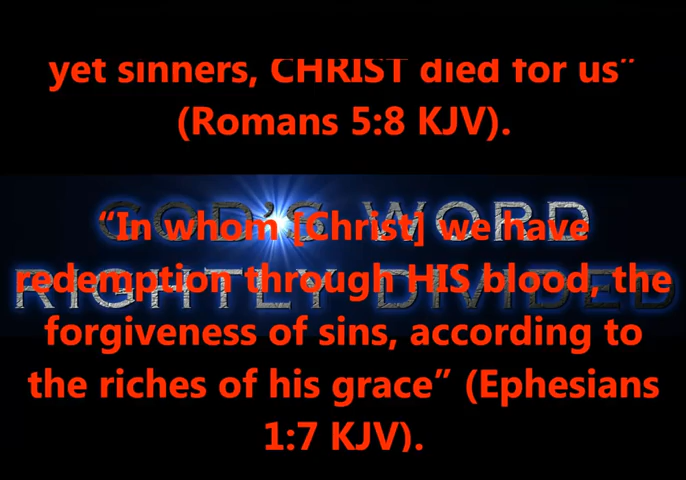 yet sinners, CHRIST died for us”
(Romans 5:8 KJV).
GOD'S WORD
“In whom [Christ] we have
RIGHTLY DIVIDED
redemption through HIS blood, the
forgiveness of sins, according to
the riches of his grace” (Ephesians
1:7 KJV).